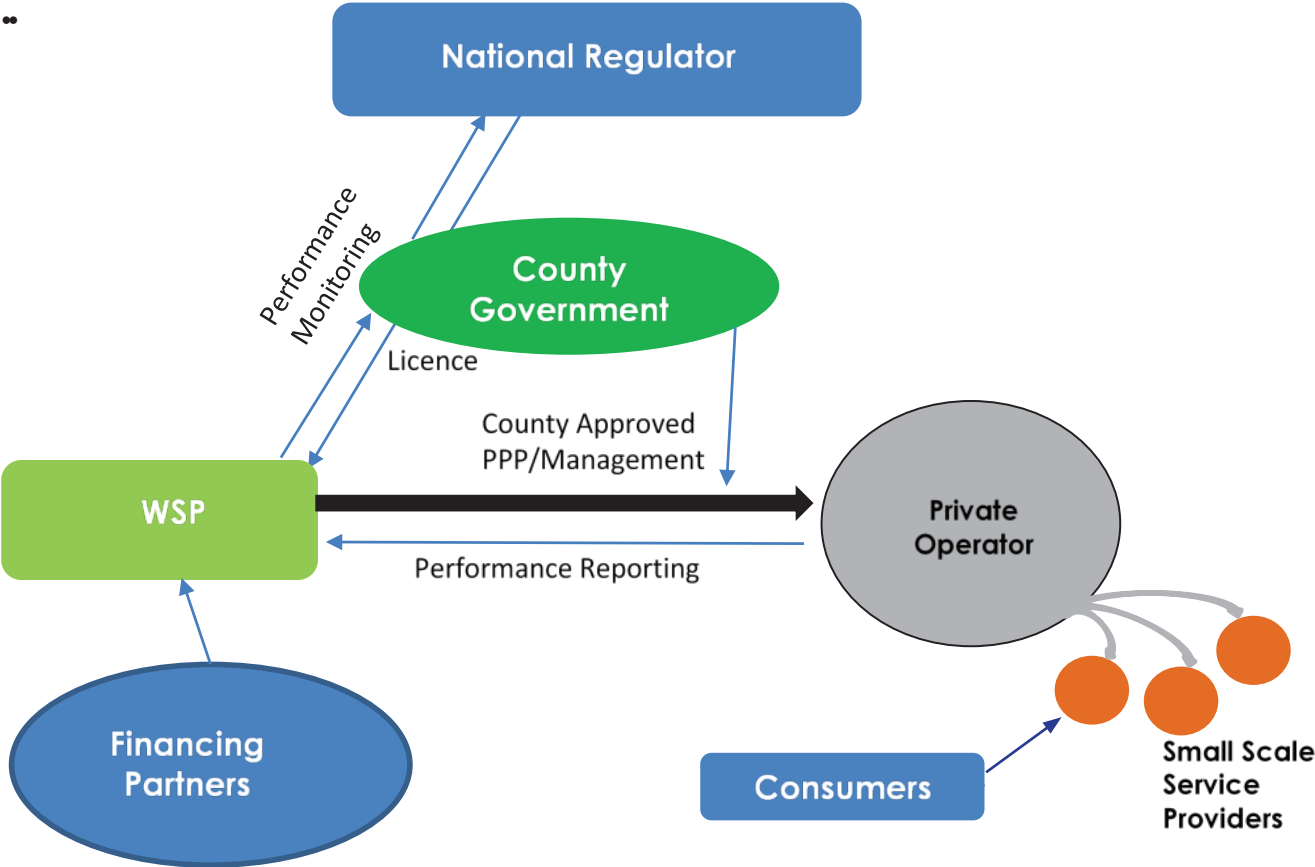 ••
National Regulator
Performance
Monitoring
County
Government
Licence
County Approved
PPP/Management
WSP
Private
Operator
Performance Reporting
Financing
Partners
Consumers
Small Scale
Service
Providers